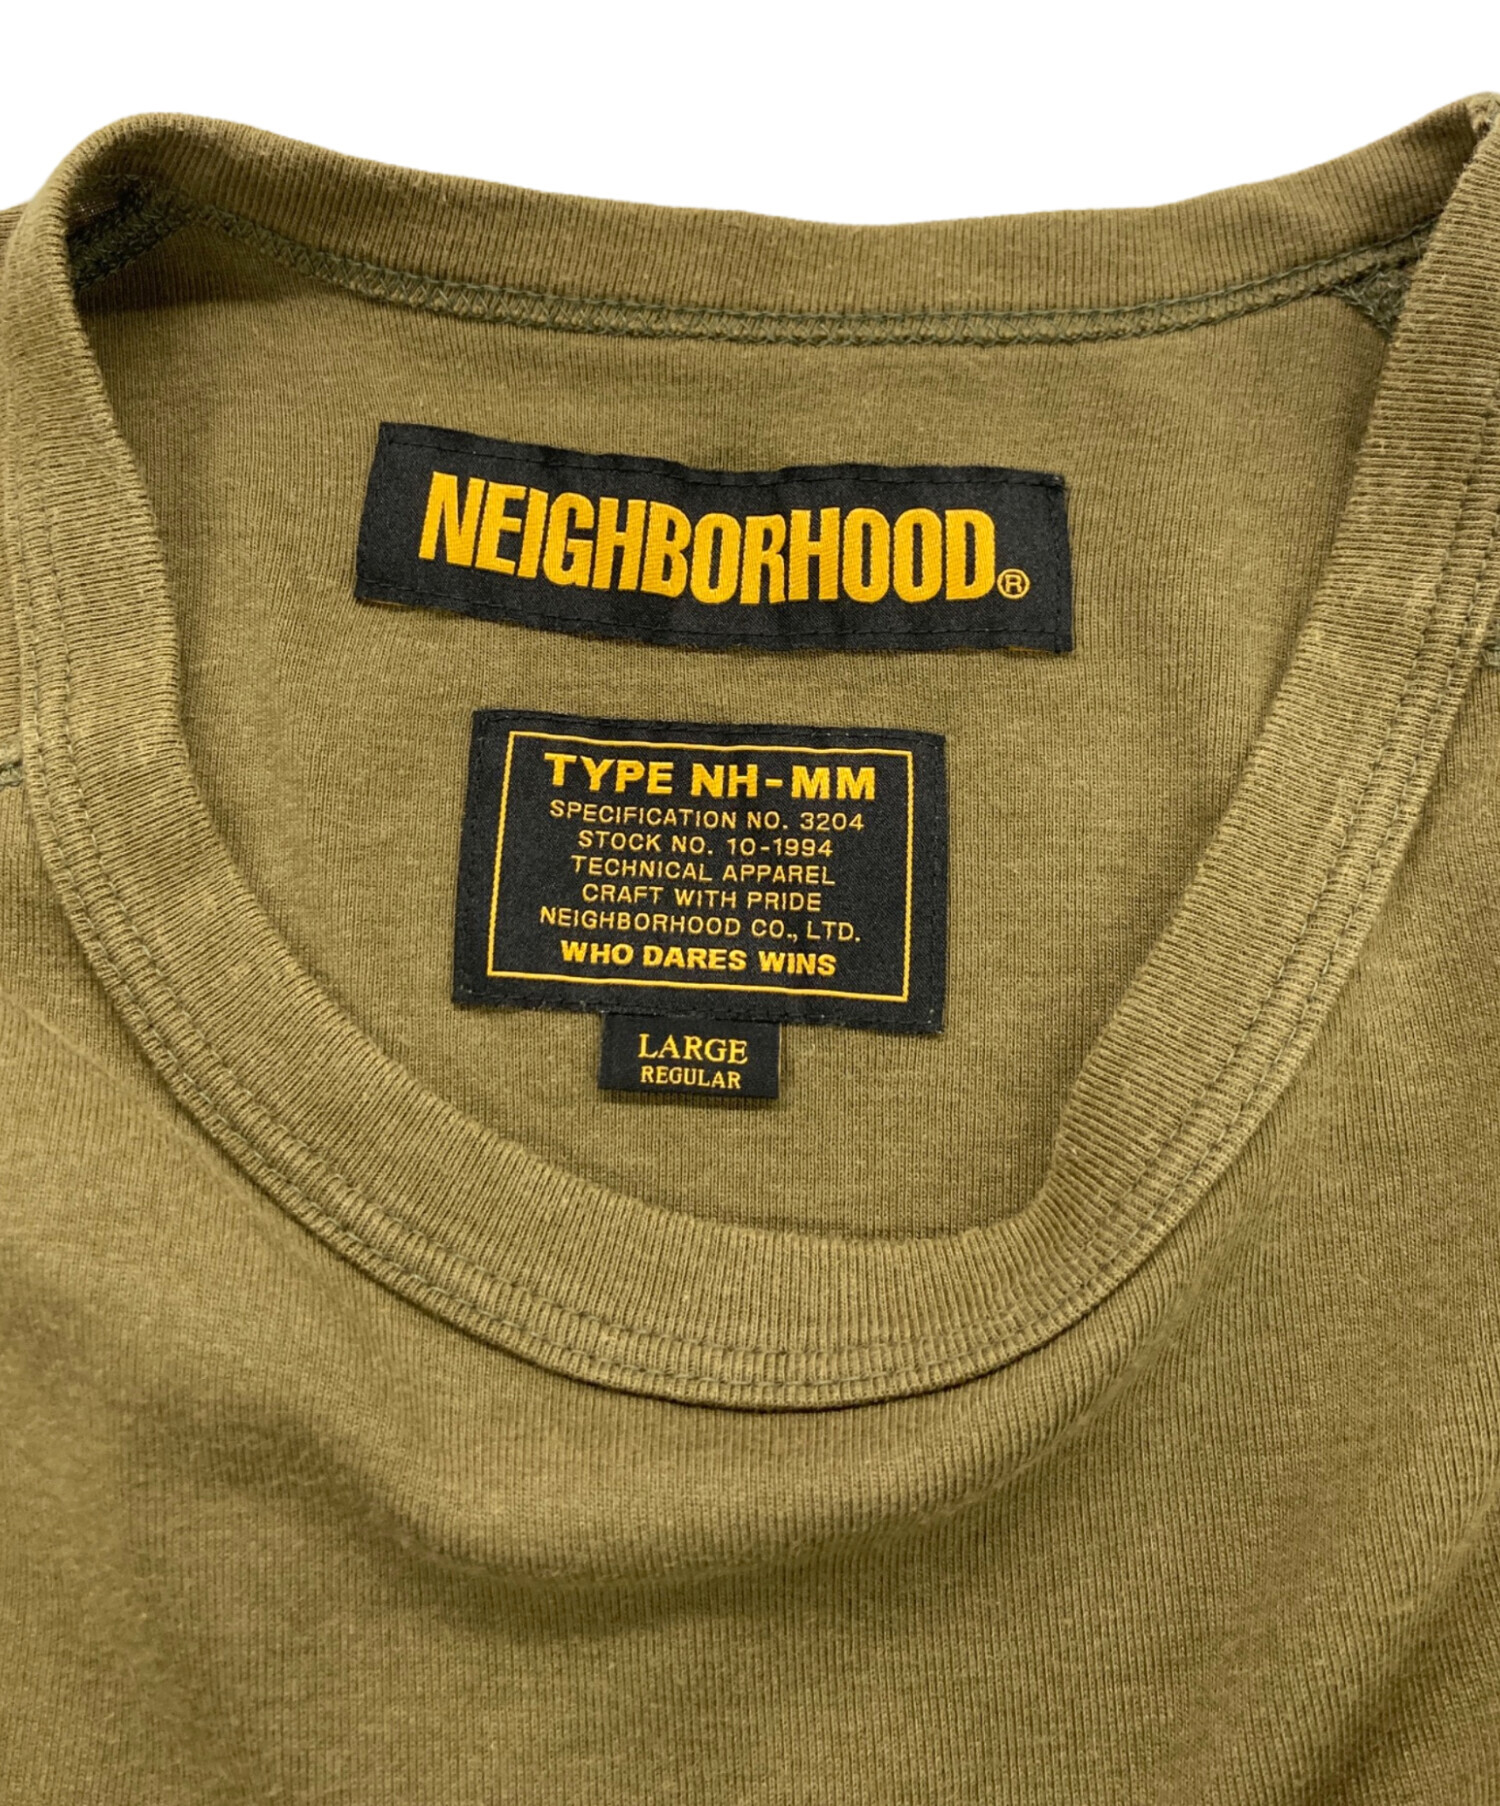 NEIGHBORHOOD®
TYPE NH-MM
SPECIFICATION NO. 3204
STOCK NO. 10-1994
TECHNICAL APPAREL
CRAFT WITH PRIDE
NEIGHBORHOOD CO., LTD.
WHO DARES WINS
LARGE
REGULAR